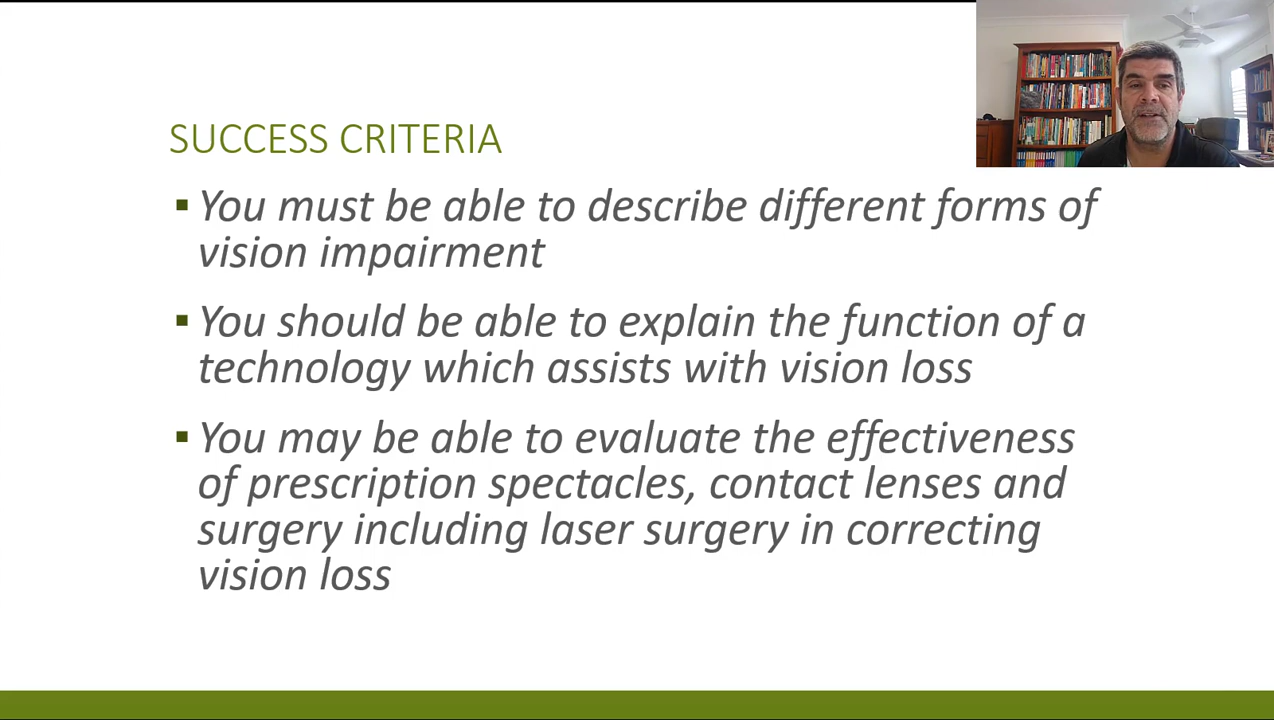 SUCCESS CRITERIA
▪ You must be able to describe different forms of
vision impairment
▪ You should be able to explain the function of a
technology which assists with vision loss
▪ You may be able to evaluate the effectiveness
of prescription spectacles, contact lenses and
surgery including laser surgery in correcting
vision loss